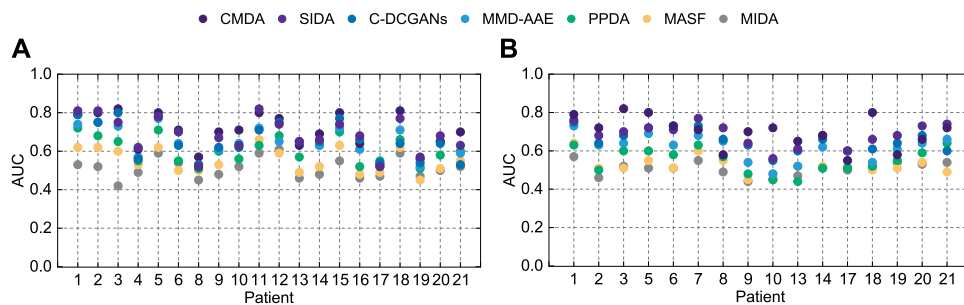 CMDA SIDA C-DCGANs MMD-AAE PPDA MASF MIDA
A B
1.0 1.0
0.8 0.8
0.6 0.6
AUC AUC
0.4 0.4
0.2 0.2
0.0 0.0
1 2 3 4 5 6 8 9 10 11 12 13 14 15 16 17 18 19 20 21 1 2 3 5 6 7 8 9 10 13 14 17 18 19 20 21
Patient Patient